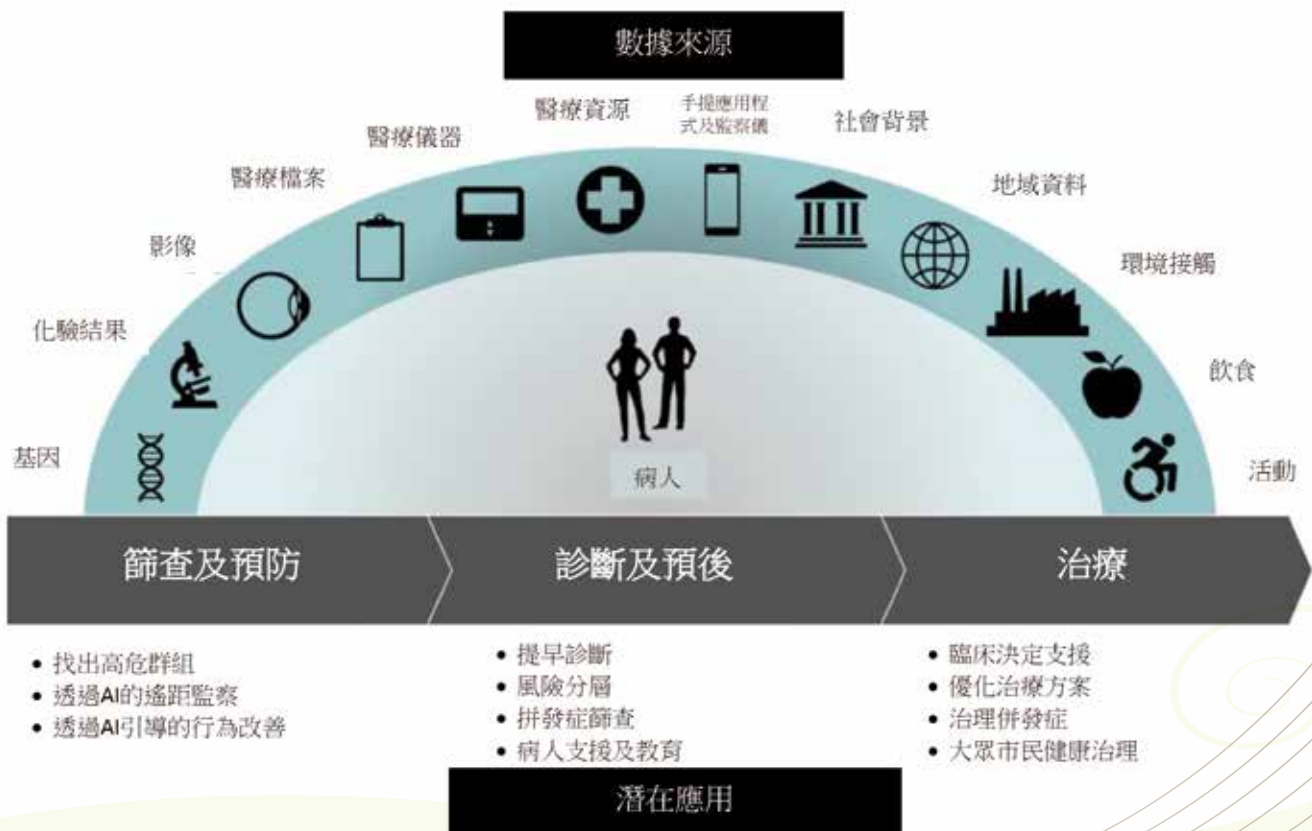 數據來源
基因
化驗結果
影像
醫療檔案
醫療儀器
醫療資源
手提應用程
式及監察儀
社會背景
地域資料
環境接觸
飲食
活動
病人
篩查及預防
診斷及預後
治療
• 找出高危群組
• 透過AI的遙距監察
• 透過AI引導的行為改善
• 提早診斷
• 風險分層
• 拼發症篩查
• 病人支援及教育
• 臨床決定支援
• 優化治療方案
• 治理併發症
• 大眾市民健康治理
潛在應用